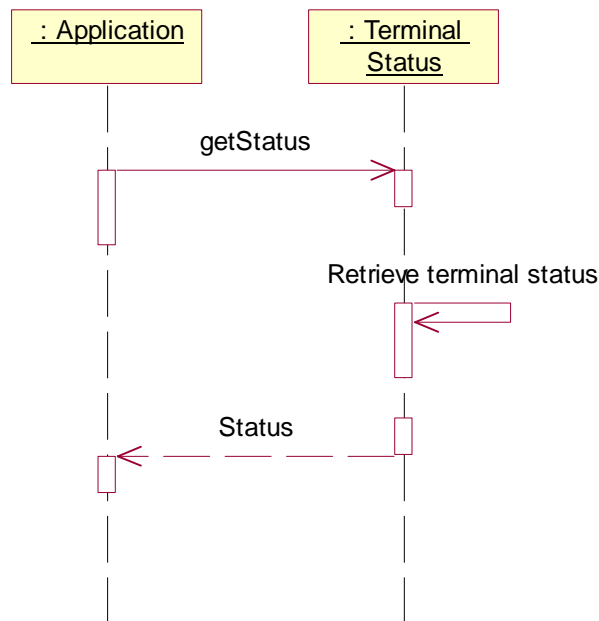 : Application
: Terminal
Status
getStatus
Retrieve terminal status
Status